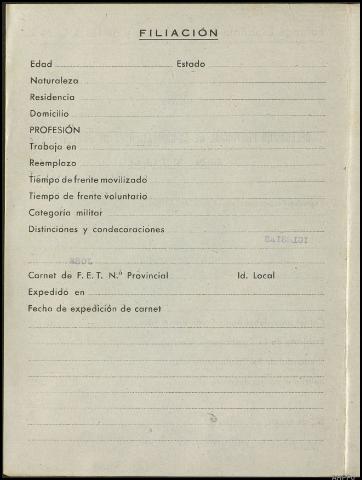 FILIACIÓN
Edad Estado
Naturaleza
Residencia
Domicilio
PROFESIÓN
Trabaja en
Reemplazo
Tiempo de frente movilizado
Tiempo de frente voluntario
Categoría militar
Distinciones y condecoraciones
Carnet de F. E. T. N.º Provincial Id. Local
Expedido en
Fecha de expedición de carnet